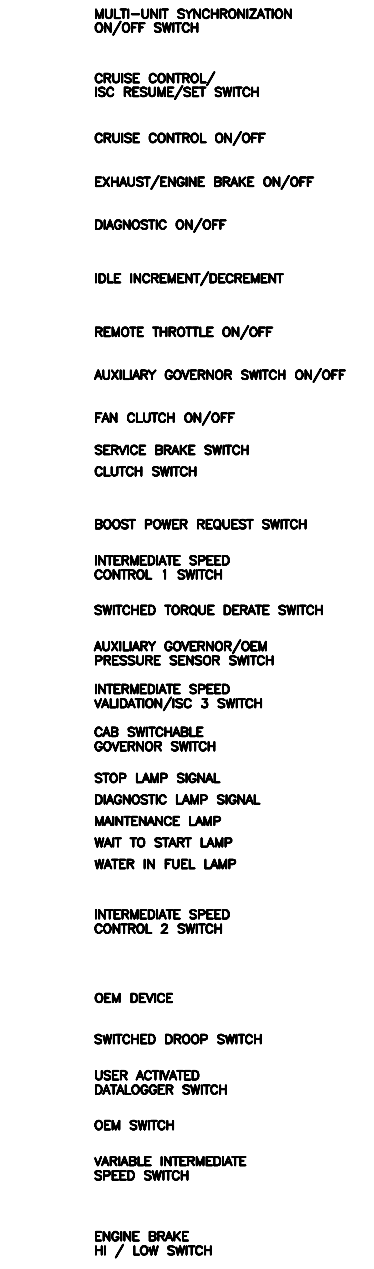 MULTI-UNIT SYNCHRONIZATION
ON/OFF SWITCH
CRUISE CONTROL/
ISC RESUME/SET SWITCH
CRUISE CONTROL ON/OFF
EXHAUST/ENGINE BRAKE ON/OFF
DIAGNOSTIC ON/OFF
IDLE INCREMENT/DECREMENT
REMOTE THROTTLE ON/OFF
AUXILIARY GOVERNOR SWITCH ON/OFF
FAN CLUTCH ON/OFF
SERVICE BRAKE SWITCH
CLUTCH SWITCH
BOOST POWER REQUEST SWITCH
INTERMEDIATE SPEED
CONTROL 1 SWITCH
SWITCHED TORQUE DERATE SWITCH
AUXILIARY GOVERNOR/OEM
PRESSURE SENSOR SWITCH
INTERMEDIATE SPEED
VALIDATION/ISC 3 SWITCH
CAB SWITCHABLE
GOVERNOR SWITCH
STOP LAMP SIGNAL
DIAGNOSTIC LAMP SIGNAL
MAINTENANCE LAMP
WAIT TO START LAMP
WATER IN FUEL LAMP
INTERMEDIATE SPEED
CONTROL 2 SWITCH
OEM DEVICE
SWITCHED DROOP SWITCH
USER ACTIVATED
DATALOGGER SWITCH
OEM SWITCH
VARIABLE INTERMEDIATE
SPEED SWITCH
ENGINE BRAKE
HI / LOW SWITCH